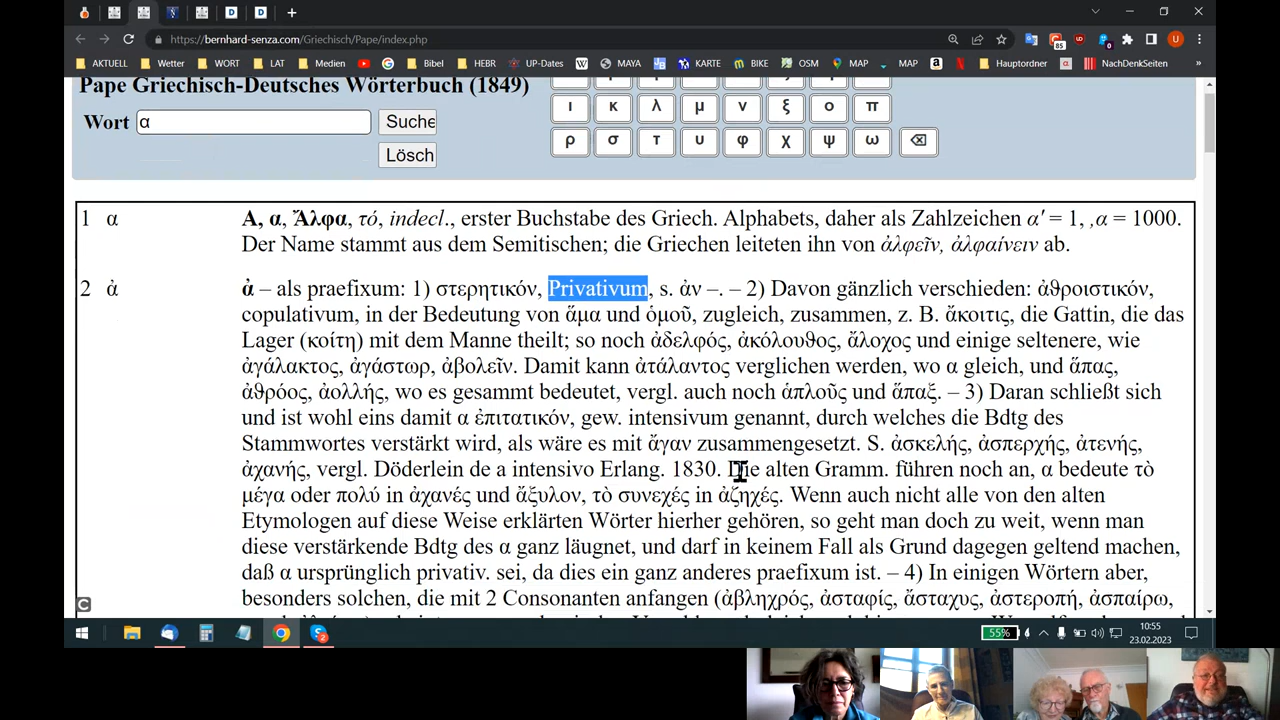 https://bernhard-senza.com/Griechisch/Pape/index.php
85
0
U
AKTUELL Wetter WORT LAT Medien Bibel HEBR UP-Dates MAYA KARTE BIKE OSM MAP MAP Hauptordner NachDenkSeiten »
Pape Griechisch-Deutsches Wörterbuch (1849)
Wort α Suche
Lösch
ι κ λ μ ν ξ ο π
ρ σ τ υ φ χ ψ ω
1 α Α, α, Ἄλφα, τό, indecl., erster Buchstabe des Griech. Alphabets, daher als Zahlzeichen α′ = 1, ͵α = 1000.
Der Name stammt aus dem Semitischen; die Griechen leiteten ihn von ἀλφεῖν, ἀλφαίνειν ab.
2 ἀ ἀ – als praefixum: 1) στερητικόν, Privativum, s. ἀν –. – 2) Davon gänzlich verschieden: ἀθροιστικόν,
copulativum, in der Bedeutung von ἅμα und ὁμοῦ, zugleich, zusammen, z. B. ἄκοιτις, die Gattin, die das
Lager (κοίτη) mit dem Manne theilt; so noch ἀδελφός, ἀκόλουθος, ἄλοχος und einige seltenere, wie
ἀγάλακτος, ἀγάστωρ, ἀβολεῖν. Damit kann ἀτάλαντος verglichen werden, wo α gleich, und ἅπας,
ἀθρόος, ἀολλής, wo es gesammt bedeutet, vergl. auch noch ἁπλοῦς und ἅπαξ. – 3) Daran schließt sich
und ist wohl eins damit α ἐπιτατικόν, gew. intensivum genannt, durch welches die Bdtg des
Stammwortes verstärkt wird, als wäre es mit ἄγαν zusammengesetzt. S. ἀσκελής, ἀσπερχής, ἀτενής,
ἀχανής, vergl. Döderlein de a intensivo Erlang. 1830. Die alten Gramm. führen noch an, α bedeute τὸ
μέγα oder πολύ in ἀχανές und ἄξυλον, τὸ συνεχές in ἀζηχές. Wenn auch nicht alle von den alten
Etymologen auf diese Weise erklärten Wörter hierher gehören, so geht man doch zu weit, wenn man
diese verstärkende Bdtg des α ganz läugnet, und darf in keinem Fall als Grund dagegen geltend machen,
daß α ursprünglich privativ. sei, da dies ein ganz anderes praefixum ist. – 4) In einigen Wörtern aber,
besonders solchen, die mit 2 Consonanten anfangen (ἀβληχρός, ἀσταφίς, ἄσταχυς, ἀστεροπή, ἀσπαίρω,
55%
10:55
23.02.2023